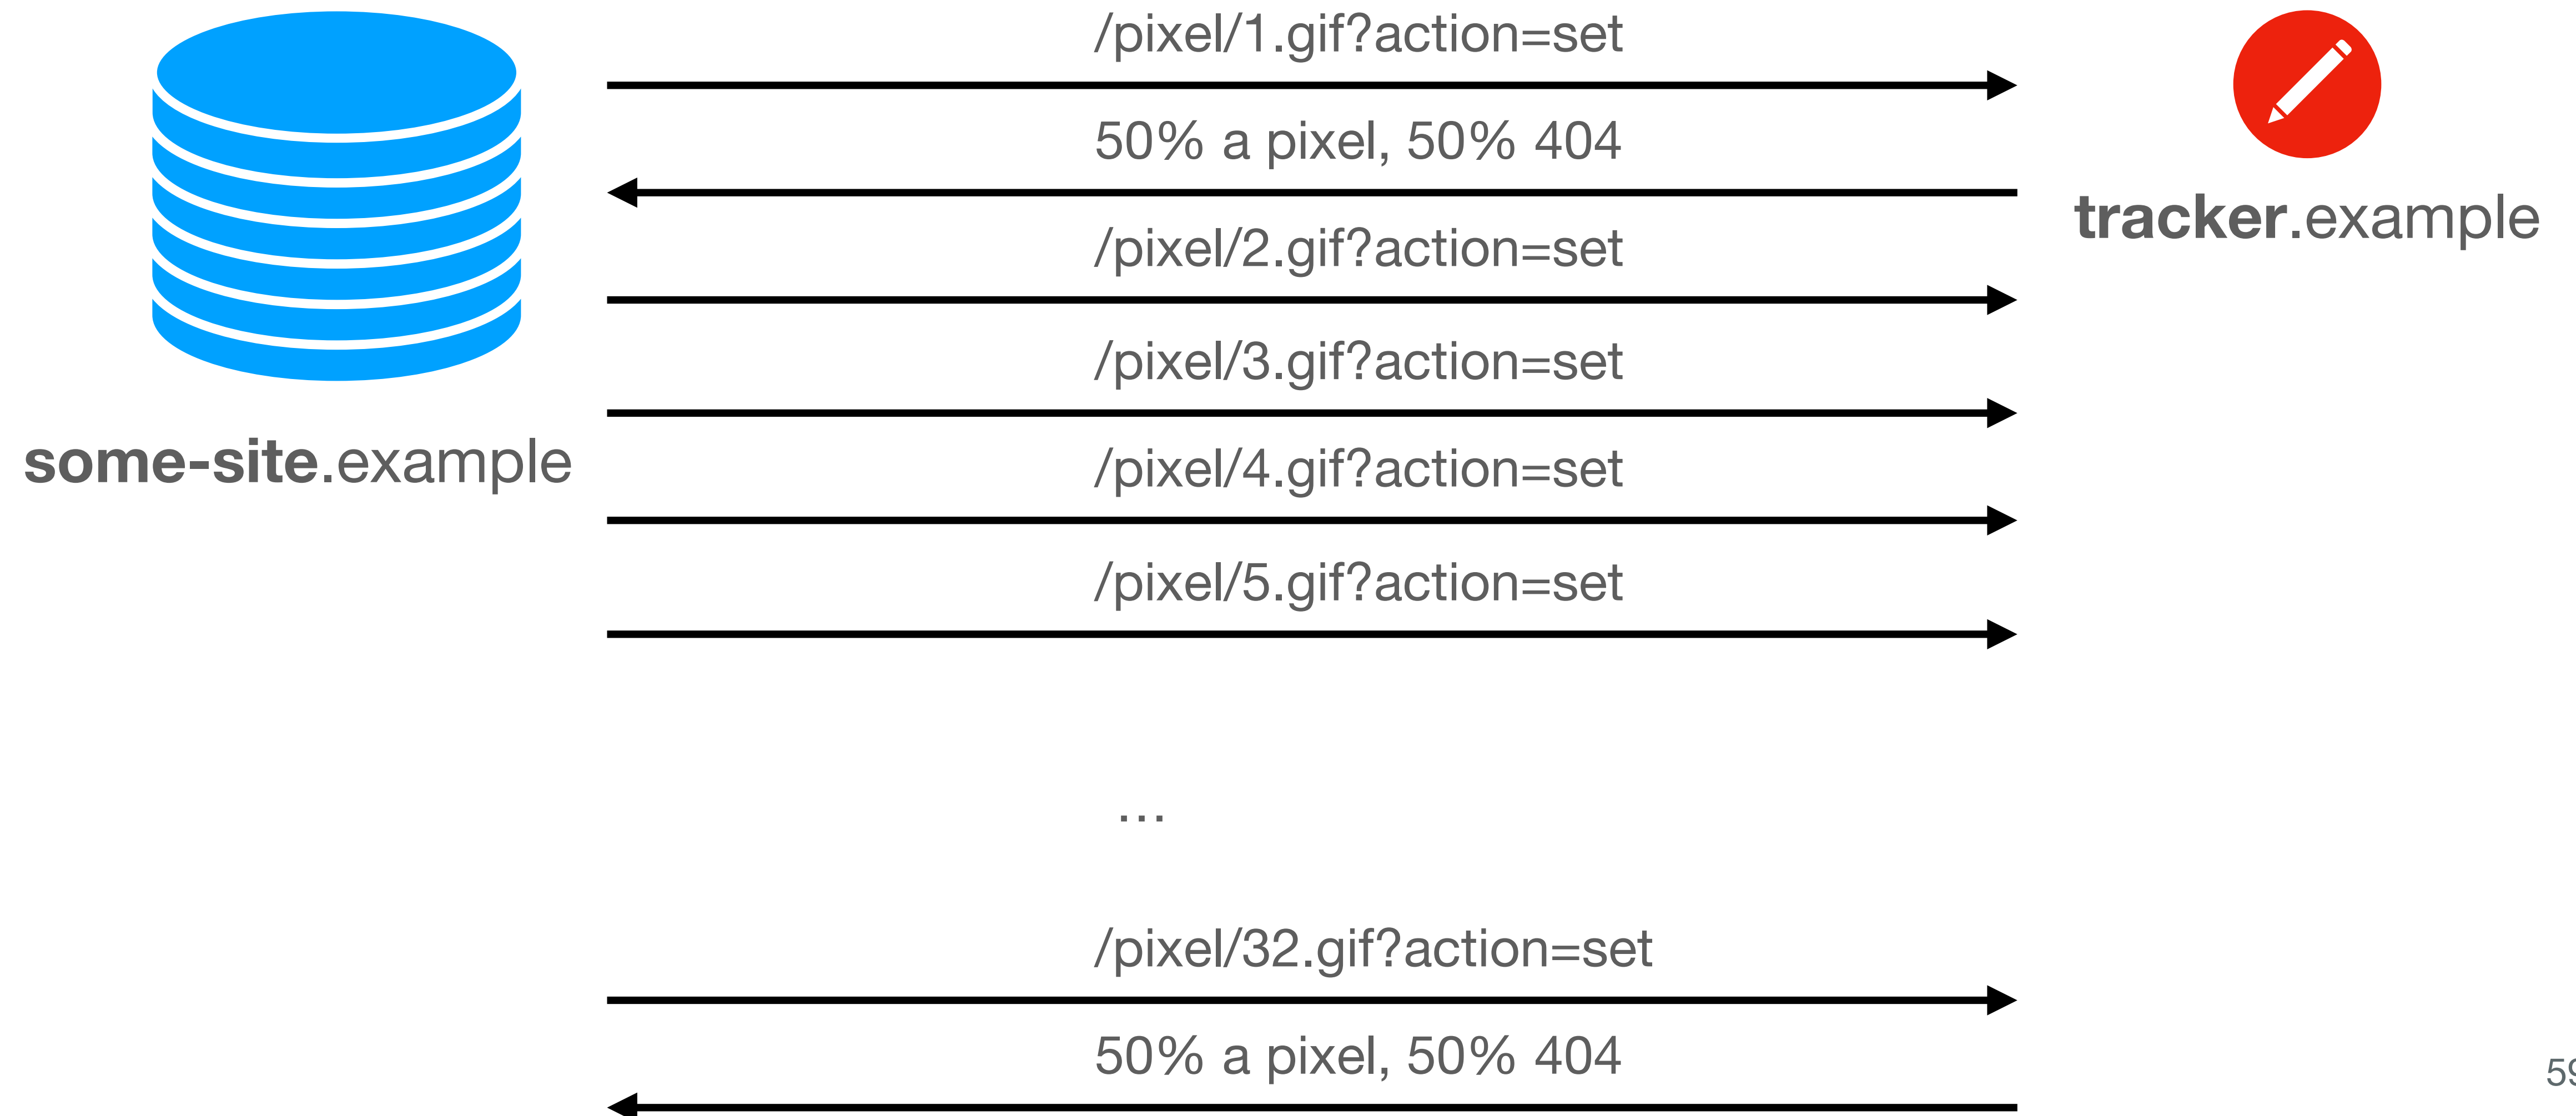 /pixel/1.gif?action=set
50% a pixel, 50% 404
tracker.example
/pixel/2.gif?action=set
/pixel/3.gif?action=set
some-site.example
/pixel/4.gif?action=set
/pixel/5.gif?action=set
...
/pixel/32.gif?action=set
50% a pixel, 50% 404
59